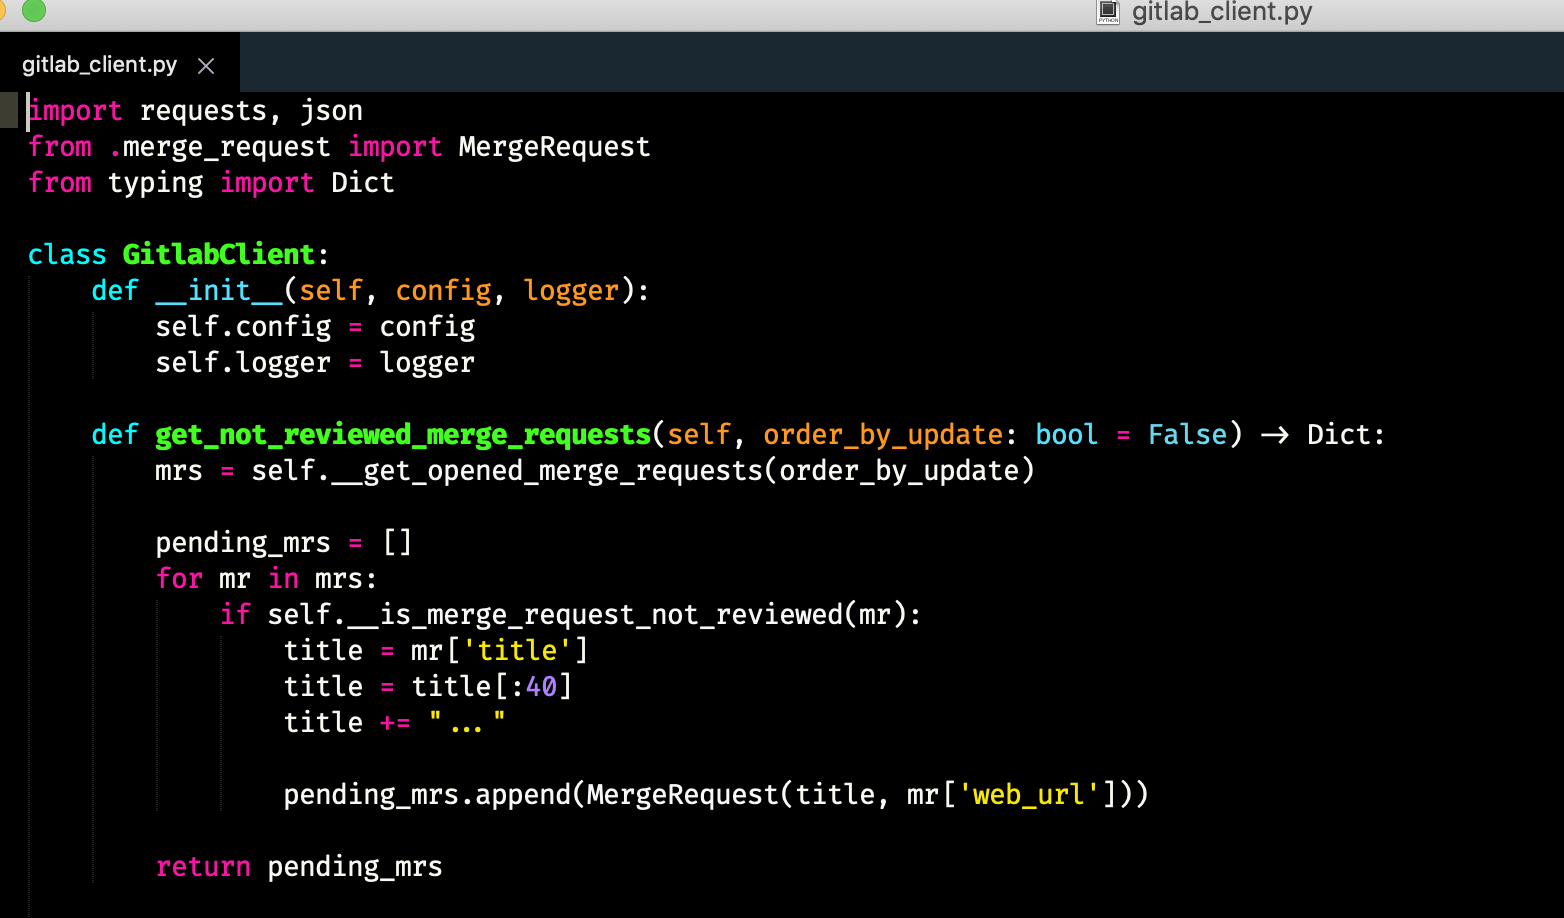 gitlab_client.py
gitlab_client.py
import requests, json
from .merge_request import MergeRequest
from typing import Dict
class GitlabClient:
def __init__(self, config, logger):
self.config = config
self.logger = logger
def get_not_reviewed_merge_requests(self, order_by_update: bool = False) -> Dict:
mrs = self.__get_opened_merge_requests(order_by_update)
pending_mrs = []
for mr in mrs:
if self.__is_merge_request_not_reviewed(mr):
title = mr['title']
title = title[:40]
title += "..."
pending_mrs.append(MergeRequest(title, mr['web_url']))
return pending_mrs